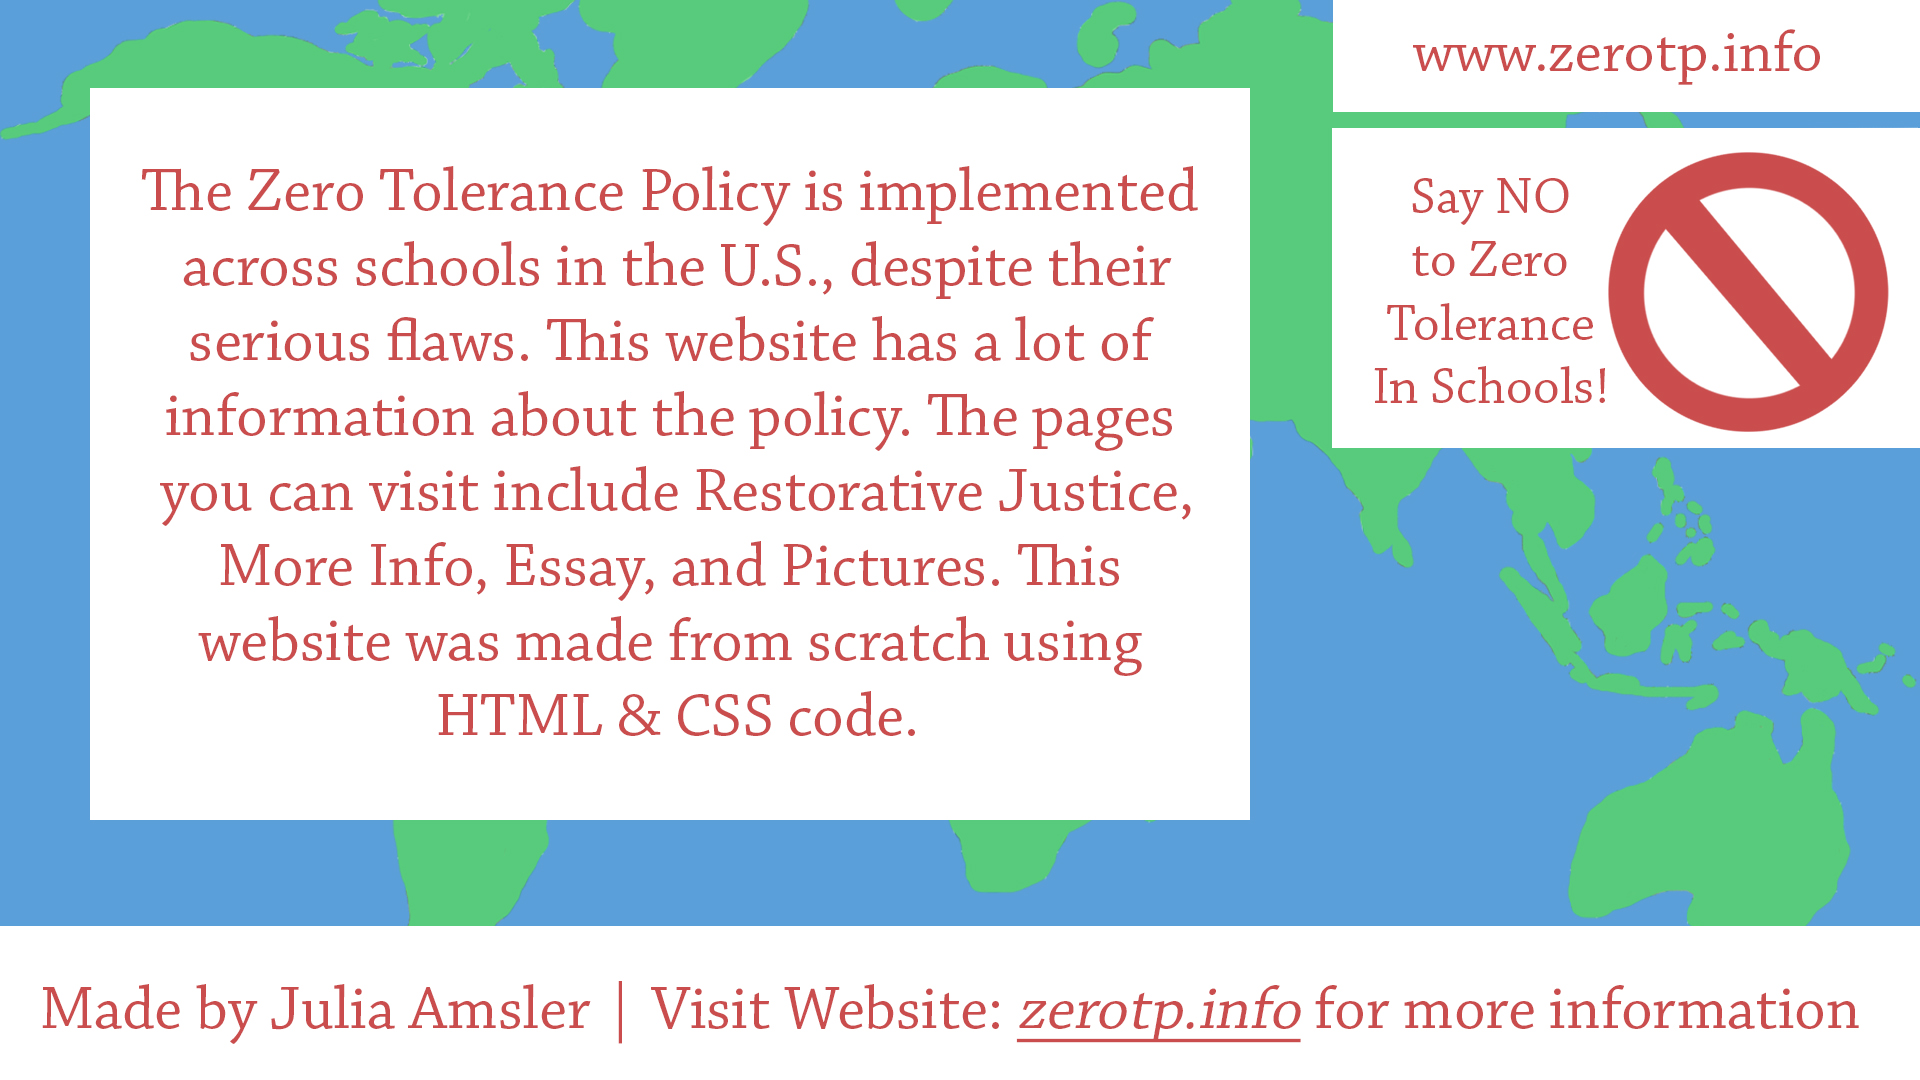 www.zerotp.info
The Zero Tolerance Policy is implemented
across schools in the U.S., despite their
serious flaws. This website has a lot of
information about the policy. The pages
you can visit include Restorative Justice,
More Info, Essay, and Pictures. This
website was made from scratch using
HTML & CSS code.
Say NO
to Zero
Tolerance
In Schools!
Made by Julia Amsler | Visit Website: zerotp.info for more information